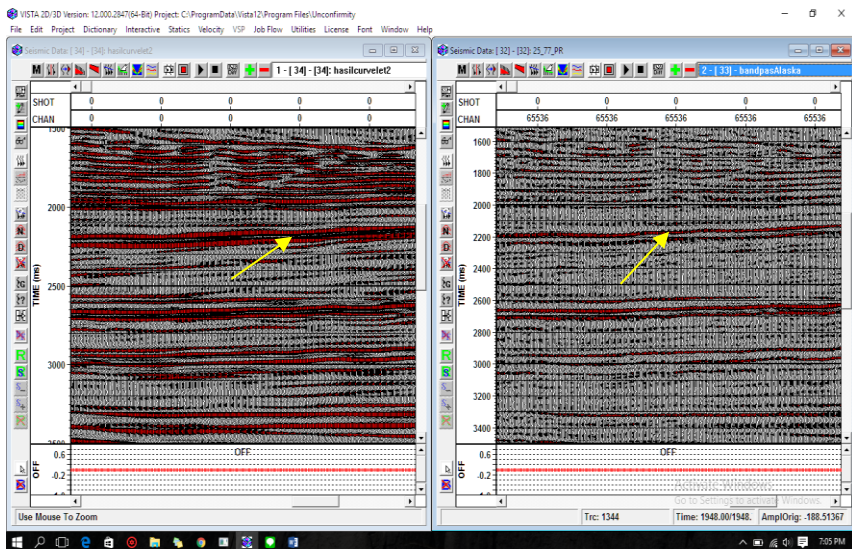 VISTA 2D/3D Version: 12.000.2847(64-Bit) Project: C:\ProgramData\Vista12\Program Files\Unconfirmity
File Edit Project Dictionary Interactive Statics Velocity VSP Job Flow Utilities License Font Window Help
Seismic Data: [ 34] - [34]: hasilcurvelet2
M
1 - [ 34] - [34]: hasilcurvelet2
SHOT 0 0 0 0
CHAN 0 0 0 0
1500
2000
2500
3000
3500
TIME (ms)
OFF
0.6
-0.2
-1.0
OFF
Use Mouse To Zoom
Seismic Data: [ 32] - [32]: 25_77_PR
M
2 - [ 33] - bandpasAlaska
SHOT 0 0 0 0 0
CHAN 65536 65536 65536 65536 65536
1600
1800
2000
2200
2400
2600
2800
3000
3200
3400
TIME (ms)
OFF
0.6
-0.2
OFF
Activate Windows
Go to Settings to activate Windows.
Trc: 1344 Time: 1948.00/1948. AmplOrig: -188.51367
7:05 PM